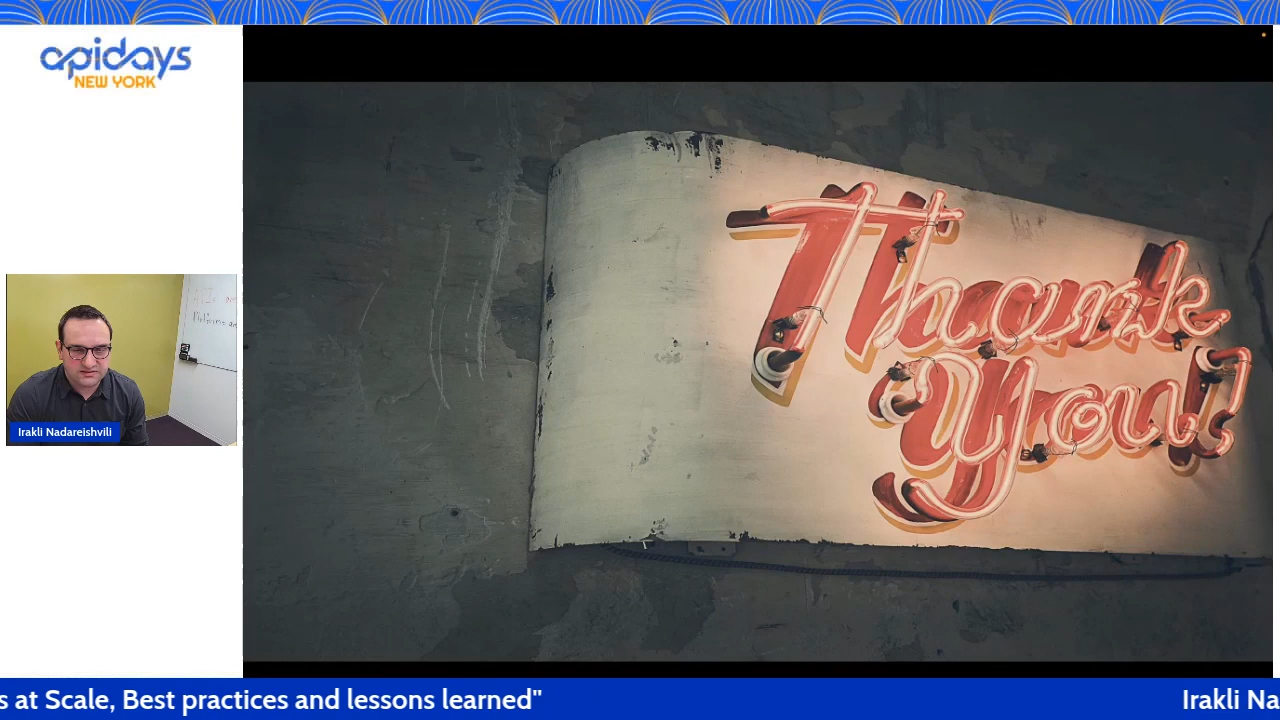 apidays
NEW YORK
Thank
you!
Irakli Nadareishvili
s at Scale, Best practices and lessons learned"
Irakli Na